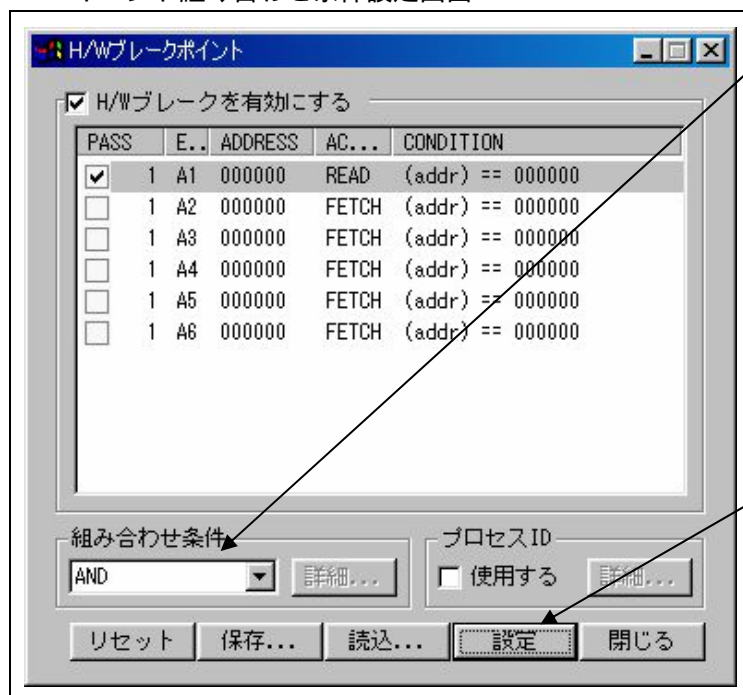 H/Wブレークポイント
H/Wブレークを有効にする
PASS E.. ADDRESS AC... CONDITION
1 A1 000000 READ (addr) == 000000
1 A2 000000 FETCH (addr) == 000000
1 A3 000000 FETCH (addr) == 000000
1 A4 000000 FETCH (addr) == 000000
1 A5 000000 FETCH (addr) == 000000
1 A6 000000 FETCH (addr) == 000000
組み合わせ条件
AND 詳細...
プロセスID
使用する 詳細...
リセット 保存... 読込... 設定 閉じる